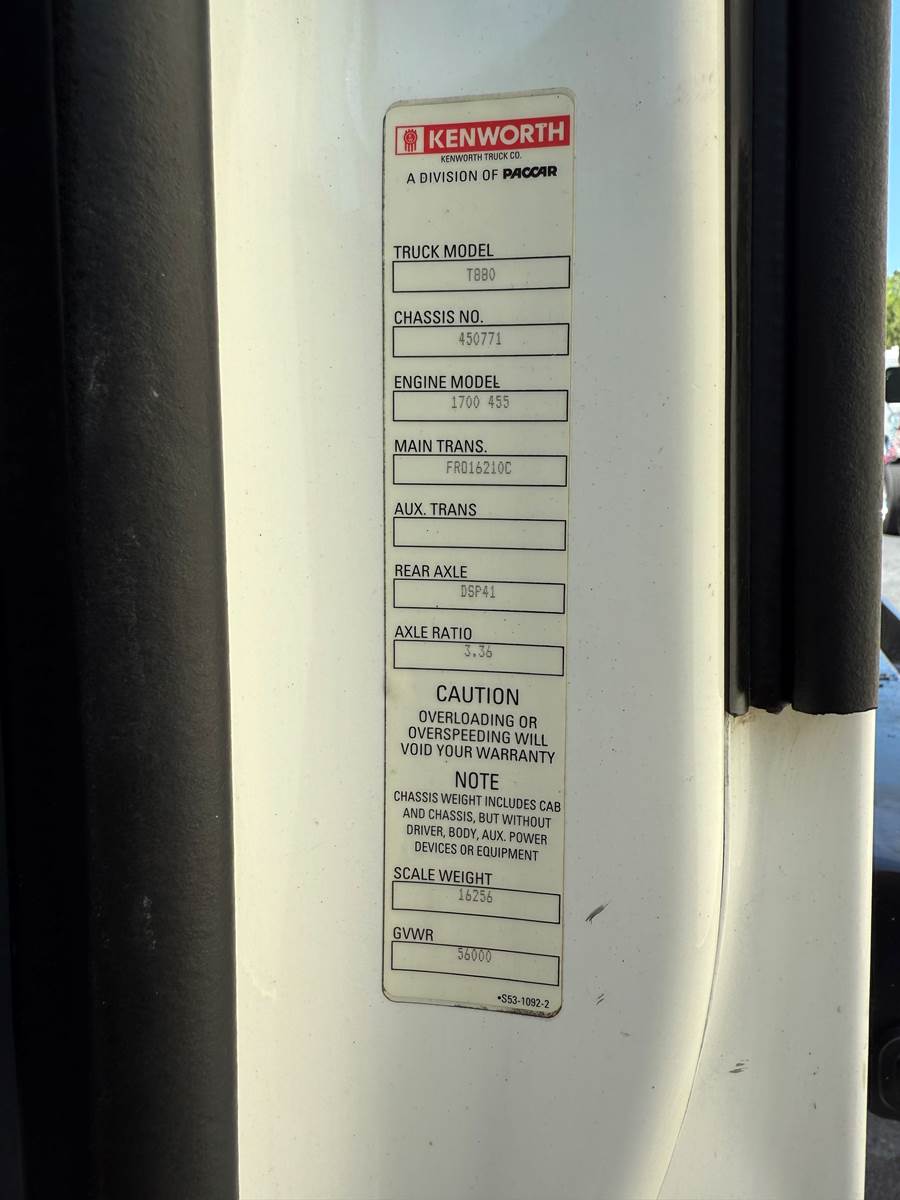 KENWORTH
KENWORTH TRUCK CO.
A DIVISION OF PACCAR
TRUCK MODEL
T880
CHASSIS NO.
450771
ENGINE MODEL
1700 455
MAIN TRANS.
FRO16210C
AUX. TRANS
REAR AXLE
DSP41
AXLE RATIO
3.36
CAUTION
OVERLOADING OR
OVERSPEEDING WILL
VOID YOUR WARRANTY
NOTE
CHASSIS WEIGHT INCLUDES CAB
AND CHASSIS, BUT WITHOUT
DRIVER, BODY, AUX. POWER
DEVICES OR EQUIPMENT
SCALE WEIGHT
16256
GVWR
56000
•S53-1092-2